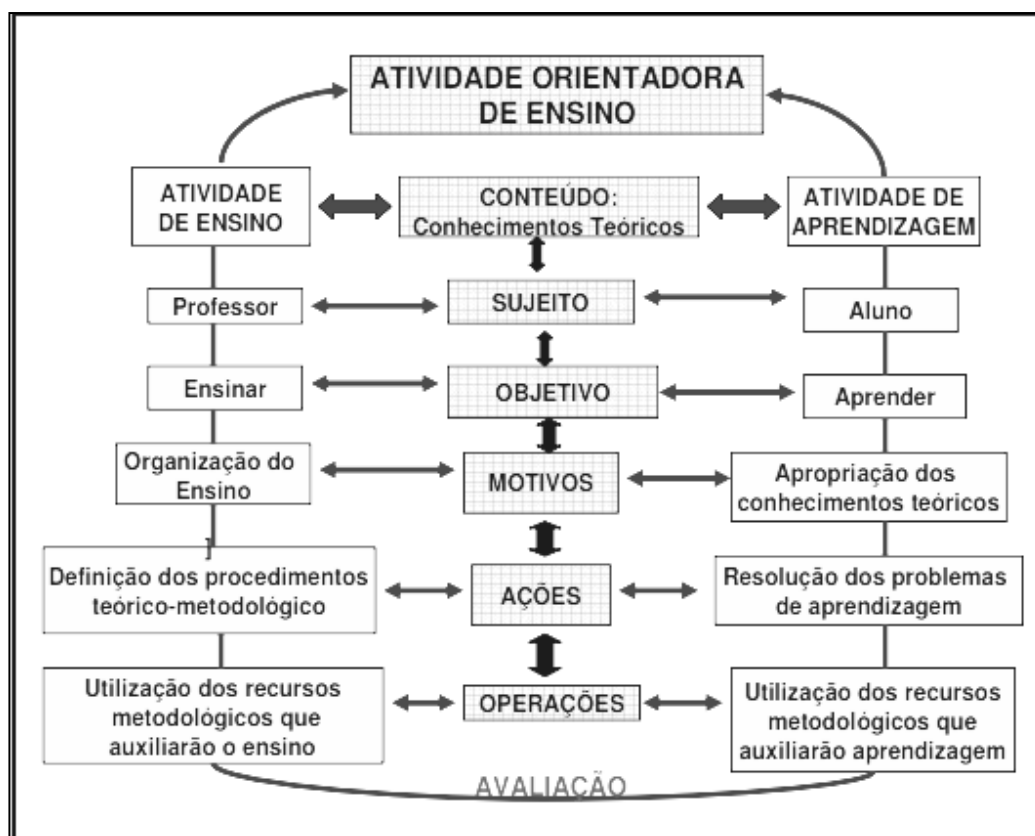 ATIVIDADE ORIENTADORA
DE ENSINO
ATIVIDADE
DE ENSINO
CONTEÚDO:
Conhecimentos Teóricos
ATIVIDADE DE
APRENDIZAGEM
Professor
SUJEITO
Aluno
Ensinar
OBJETIVO
Aprender
Organização do
Ensino
MOTIVOS
Apropriação dos
conhecimentos teóricos
Definição dos procedimentos
teórico-metodológico
AÇÕES
Resolução dos problemas
de aprendizagem
Utilização dos recursos
metodológicos que
auxiliarão o ensino
OPERAÇÕES
Utilização dos recursos
metodológicos que
auxiliarão aprendizagem
AVALIAÇÃO